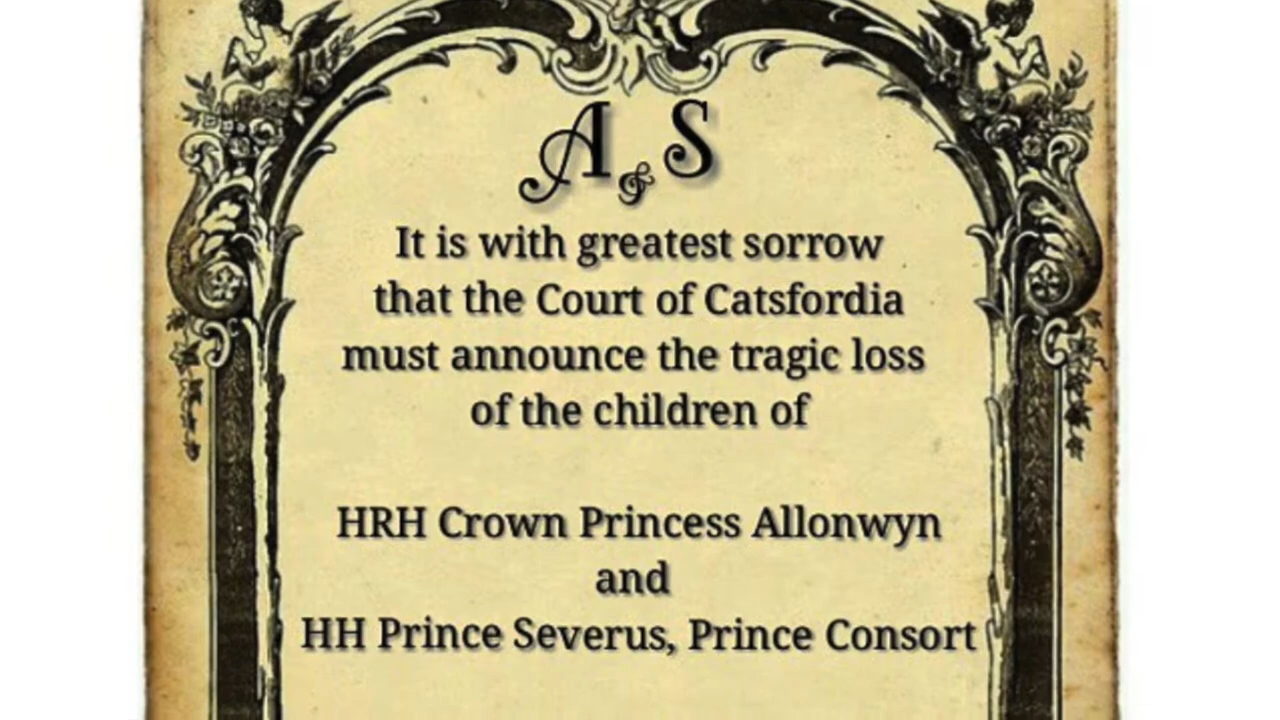 A & S
It is with greatest sorrow
that the Court of Catsfordia
must announce the tragic loss
of the children of
HRH Crown Princess Allonwyn
and
HH Prince Severus, Prince Consort